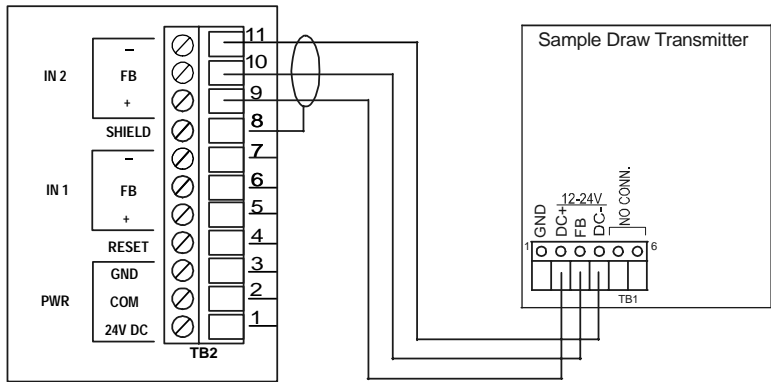 Sample Draw Transmitter
IN 2
−
FB
+
SHIELD
IN 1
−
FB
+
RESET
PWR
GND
COM
24V DC
11
10
9
8
7
6
5
4
3
2
1
TB2
12-24V
GND
DC+
FB
DC-
NO CONN.
1
6
TB1